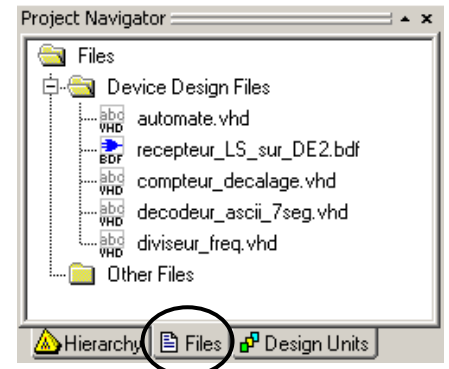 Project Navigator
Files
Device Design Files
abc VHD automate.vhd
BDF recepteur_LS_sur_DE2.bdf
abc VHD compteur_decalage.vhd
abc VHD decodeur_ascii_7seg.vhd
abc VHD diviseur_freq.vhd
Other Files
Hierarchy Files Design Units